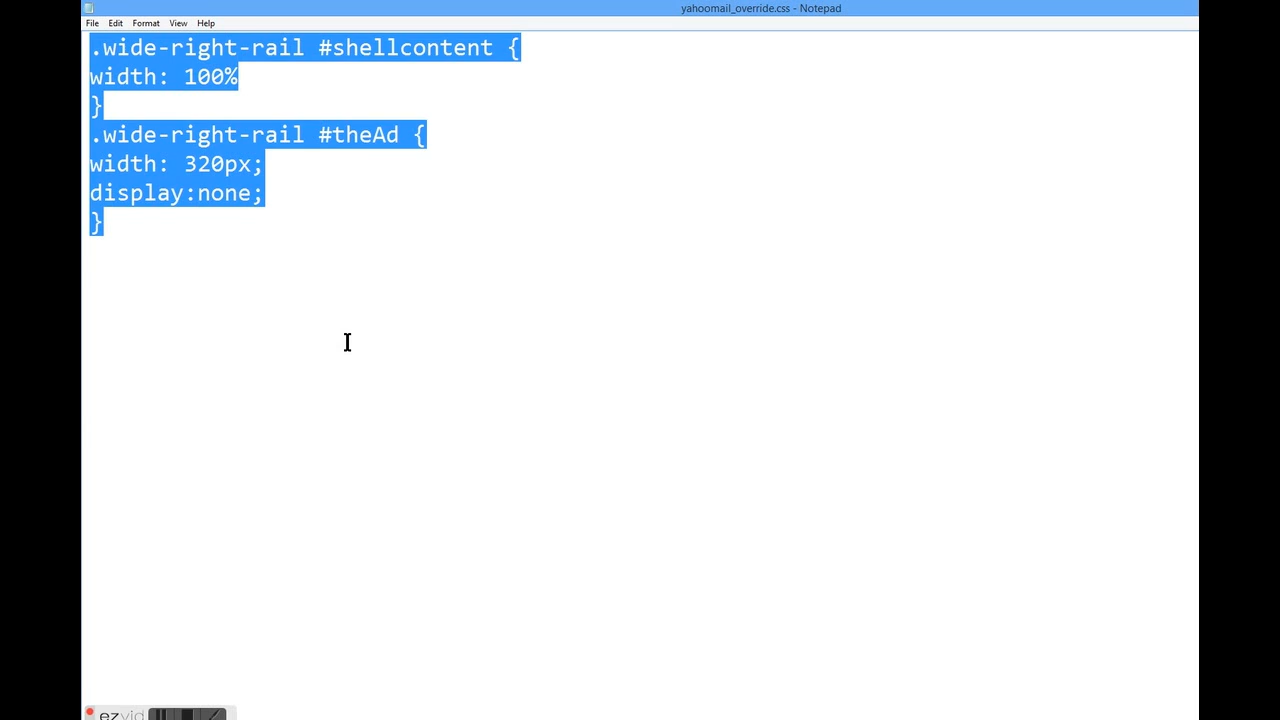 yahoomail_override.css - Notepad
File Edit Format View Help
.wide-right-rail #shellcontent {
width: 100%
}
.wide-right-rail #theAd {
width: 320px;
display:none;
}
ezvid